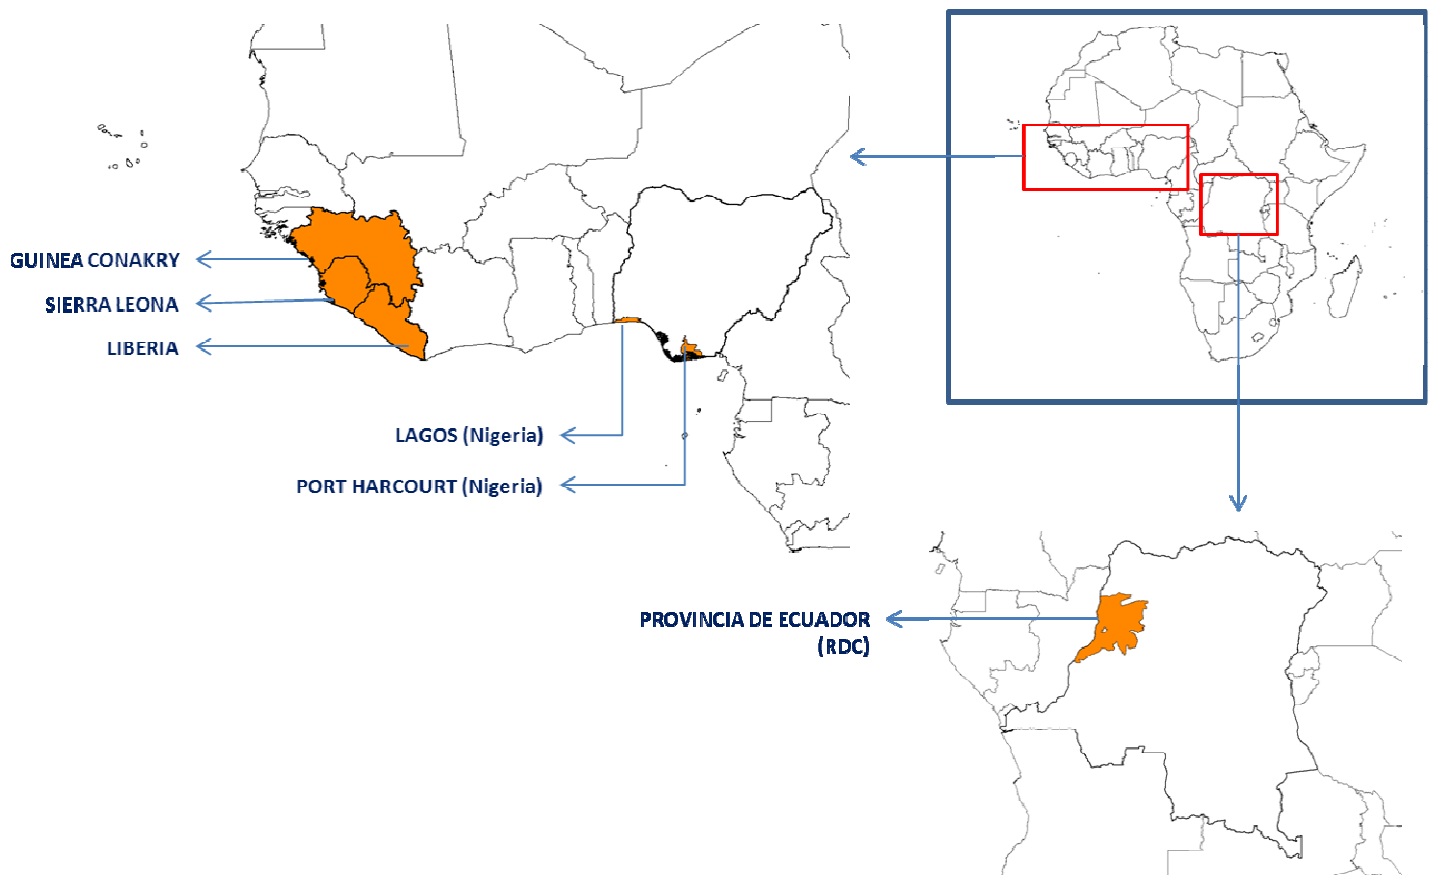 GUINEA CONAKRY
SIERRA LEONA
LIBERIA
LAGOS (Nigeria)
PORT HARCOURT (Nigeria)
PROVINCIA DE ECUADOR
(RDC)